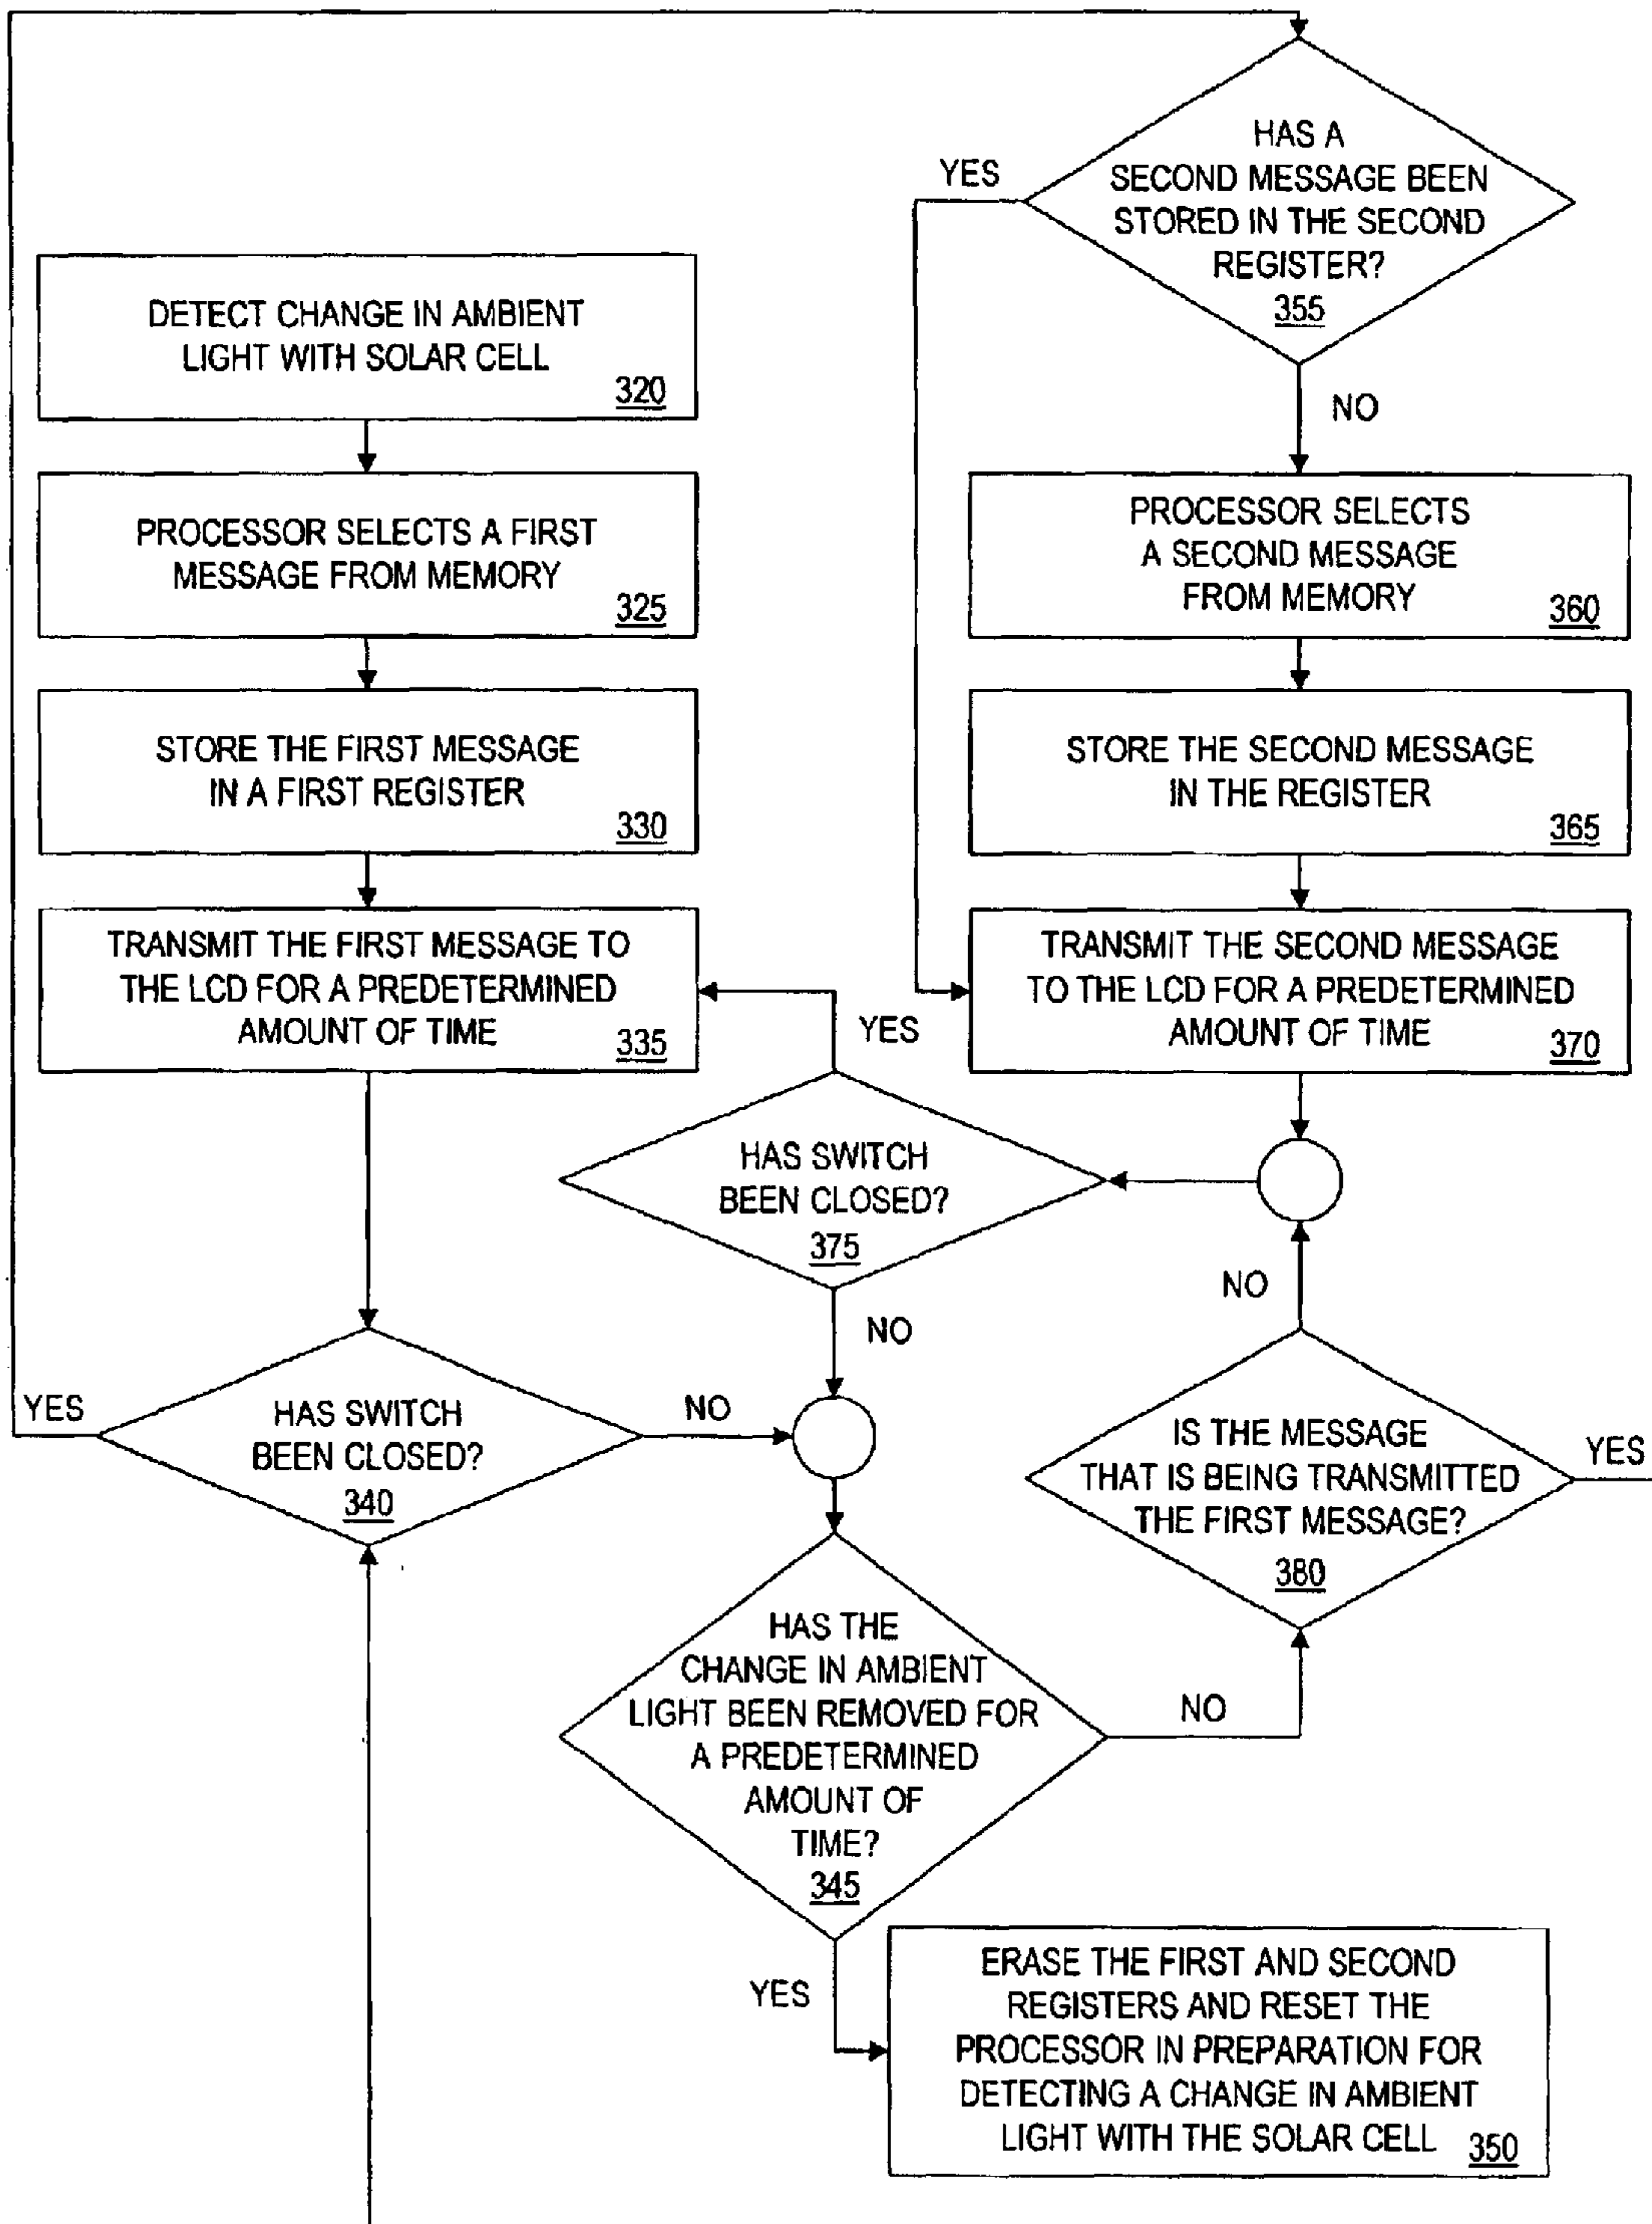 DETECT CHANGE IN AMBIENT
LIGHT WITH SOLAR CELL
320
PROCESSOR SELECTS A FIRST
MESSAGE FROM MEMORY
325
STORE THE FIRST MESSAGE
IN A FIRST REGISTER
330
TRANSMIT THE FIRST MESSAGE TO
THE LCD FOR A PREDETERMINED
AMOUNT OF TIME
335
HAS SWITCH
BEEN CLOSED?
340
YES
NO
HAS A
SECOND MESSAGE BEEN
STORED IN THE SECOND
REGISTER?
355
YES
NO
PROCESSOR SELECTS
A SECOND MESSAGE
FROM MEMORY
360
STORE THE SECOND MESSAGE
IN THE REGISTER
365
TRANSMIT THE SECOND MESSAGE
TO THE LCD FOR A PREDETERMINED
AMOUNT OF TIME
370
HAS SWITCH
BEEN CLOSED?
375
YES
NO
HAS THE
CHANGE IN AMBIENT
LIGHT BEEN REMOVED FOR
A PREDETERMINED
AMOUNT OF
TIME?
345
NO
YES
IS THE MESSAGE
THAT IS BEING TRANSMITTED
THE FIRST MESSAGE?
380
NO
YES
ERASE THE FIRST AND SECOND
REGISTERS AND RESET THE
PROCESSOR IN PREPARATION FOR
DETECTING A CHANGE IN AMBIENT
LIGHT WITH THE SOLAR CELL
350